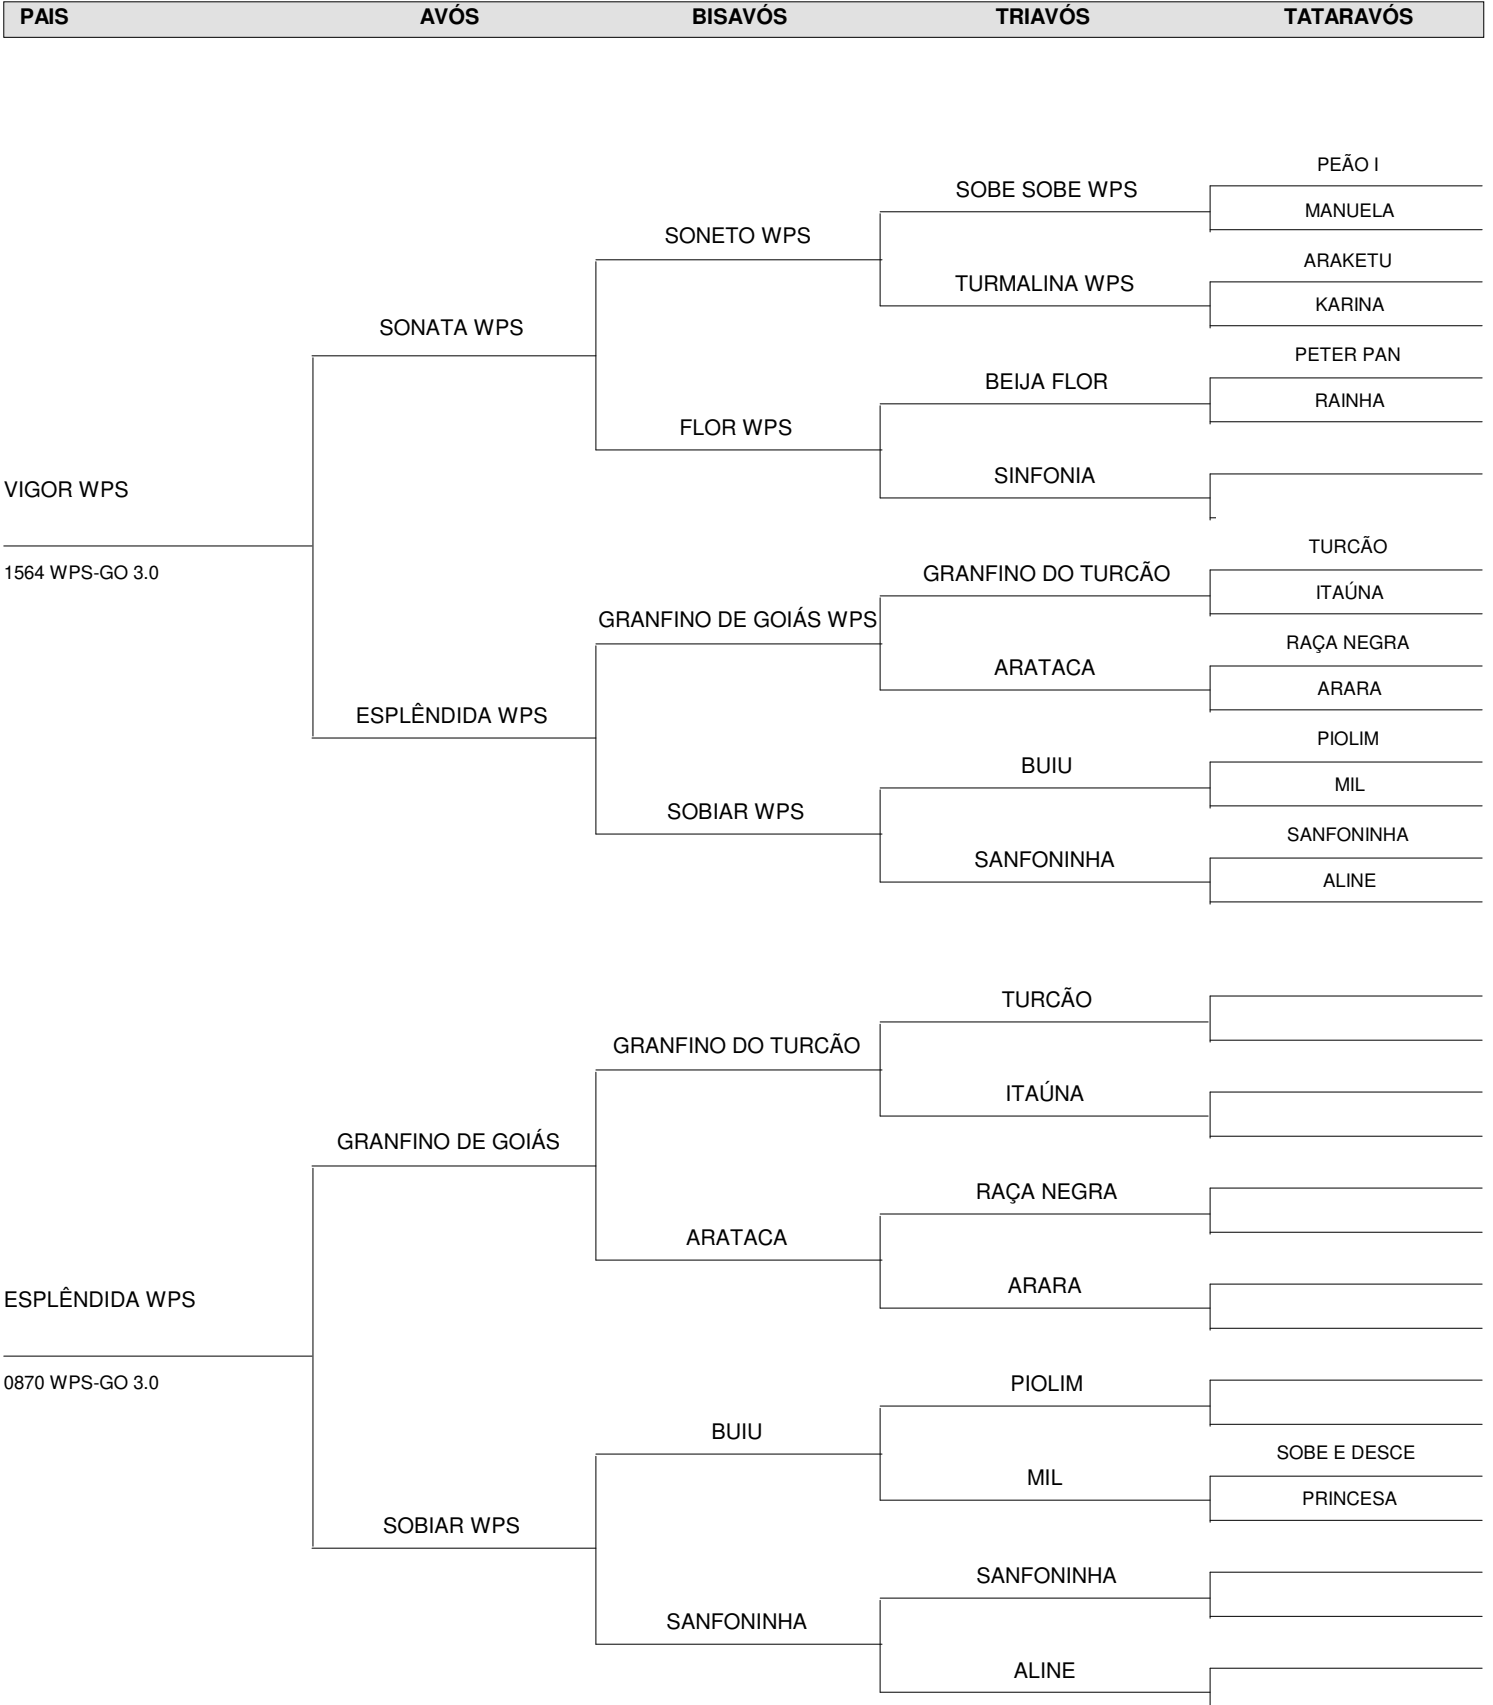 PAIS AVÓS BISAVÓS TRIAVÓS TATARAVÓS
PEÃO I
SOBE SOBE WPS
MANUELA
SONETO WPS
ARAKETU
TURMALINA WPS
KARINA
SONATA WPS
PETER PAN
BEIJA FLOR
RAINHA
FLOR WPS
SINFONIA
VIGOR WPS
TURCÃO
1564 WPS-GO 3.0
GRANFINO DO TURCÃO
ITAÚNA
GRANFINO DE GOIÁS WPS
RAÇA NEGRA
ARATACA
ARARA
ESPLÊNDIDA WPS
PIOLIM
BUIU
MIL
SOBIAR WPS
SANFONINHA
SANFONINHA
ALINE
TURCÃO
GRANFINO DO TURCÃO
ITAÚNA
GRANFINO DE GOIÁS
RAÇA NEGRA
ARATACA
ARARA
ESPLÊNDIDA WPS
0870 WPS-GO 3.0
PIOLIM
BUIU
SOBE E DESCE
MIL
PRINCESA
SOBIAR WPS
SANFONINHA
SANFONINHA
ALINE